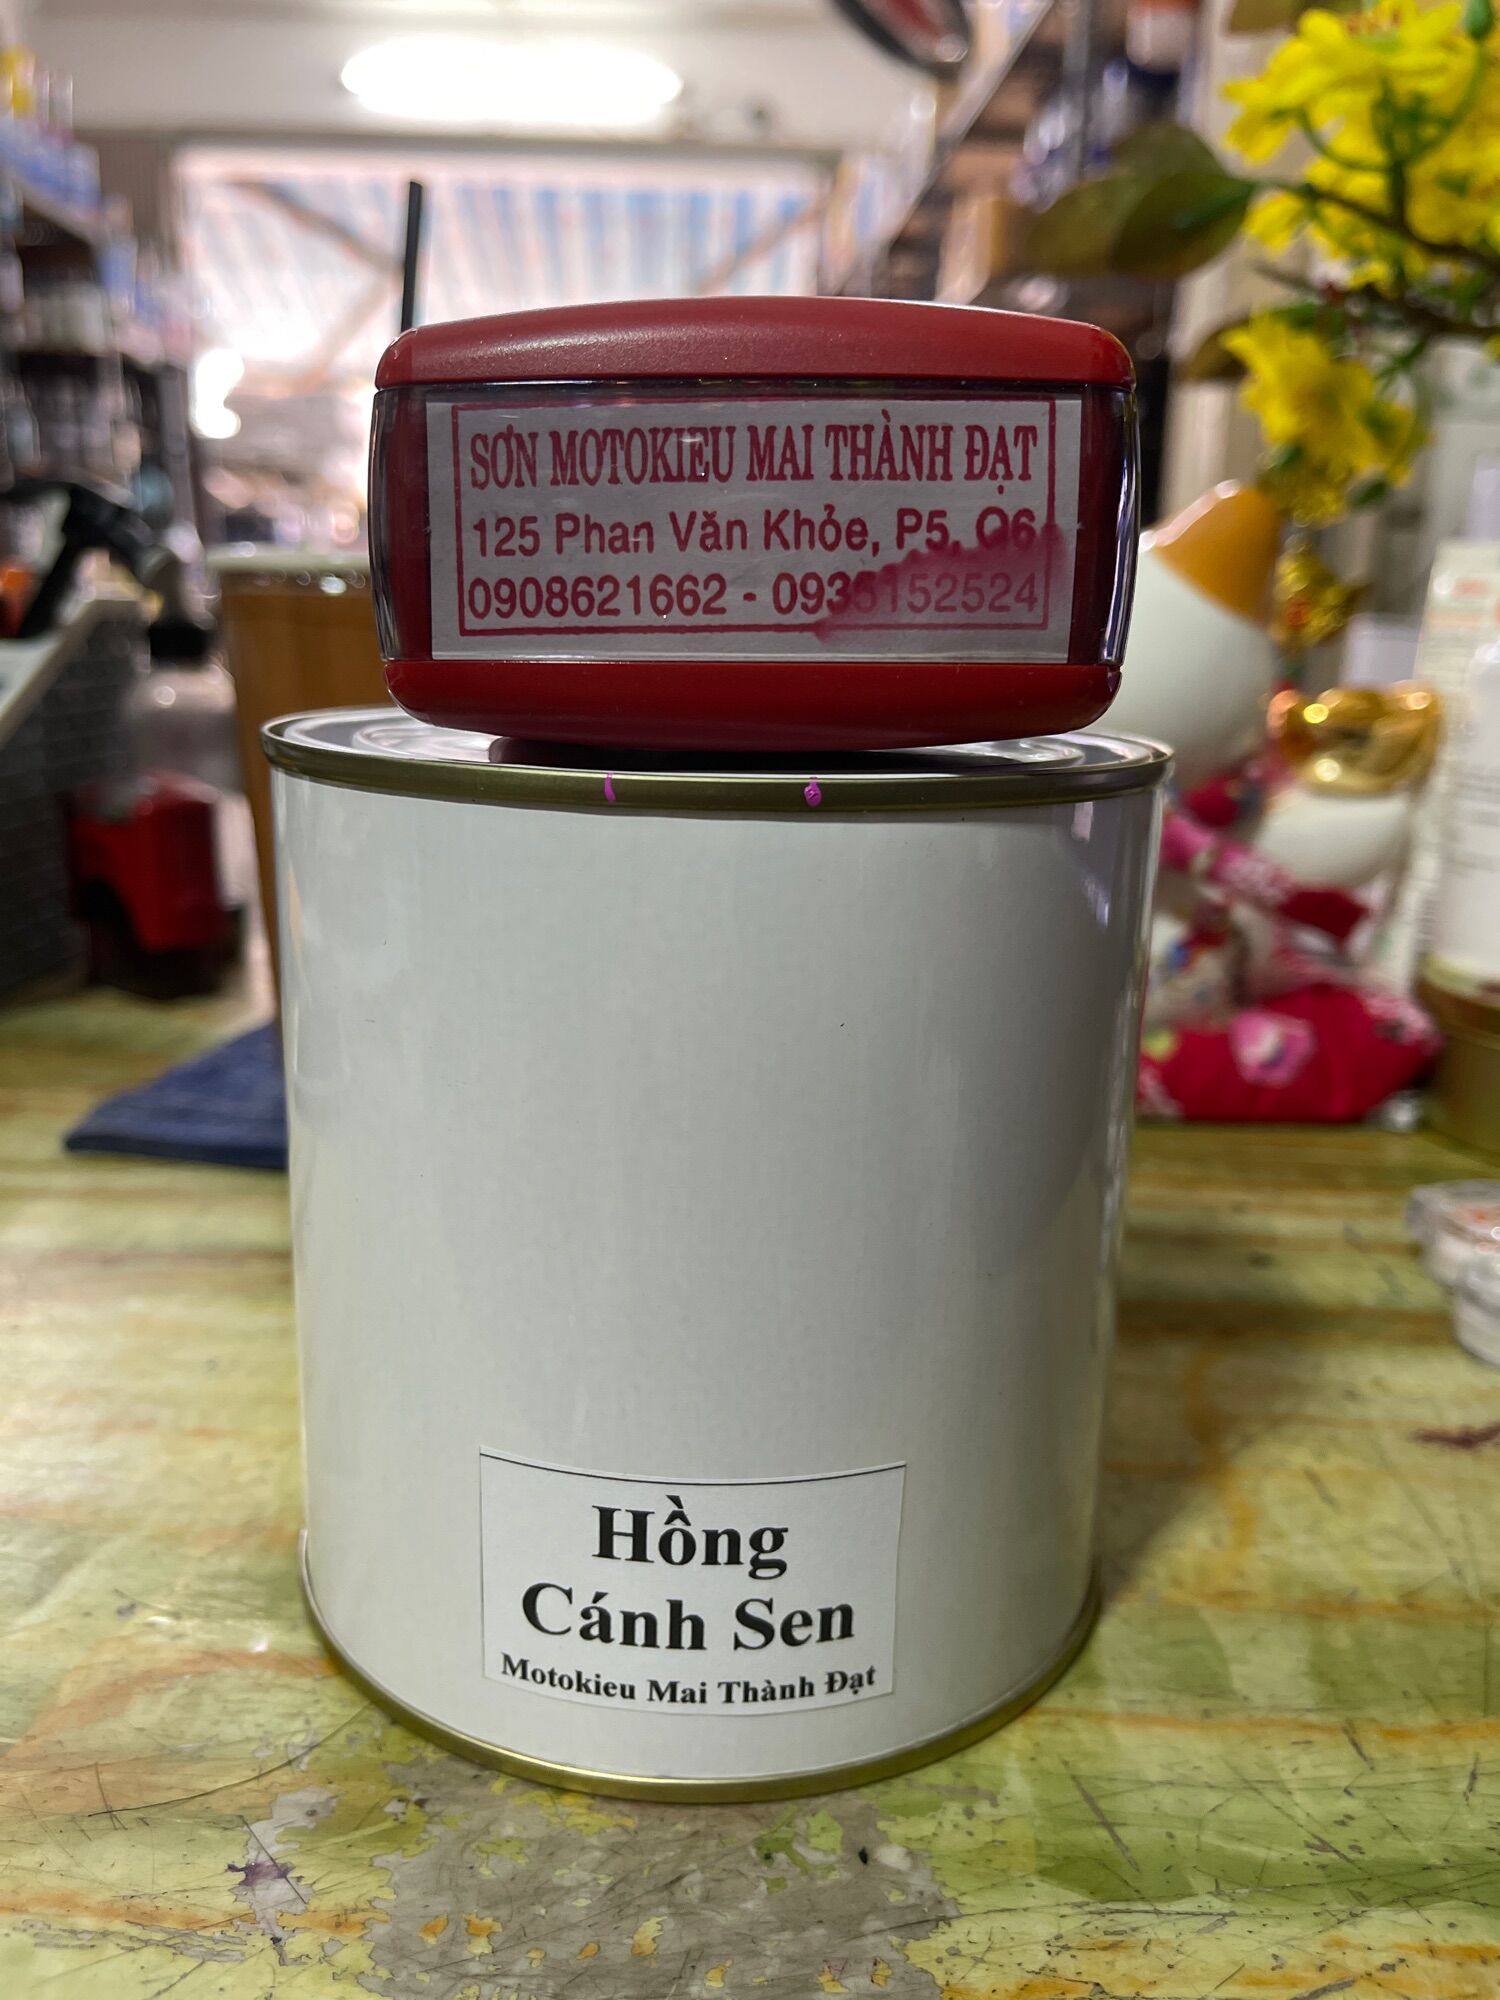 SƠN MOTOKIEU MAI THÀNH ĐẠT
125 Phan Văn Khỏe, P5, Q6
0908621662 - 0935152524
Hồng
Cánh Sen
Motokieu Mai Thành Đạt